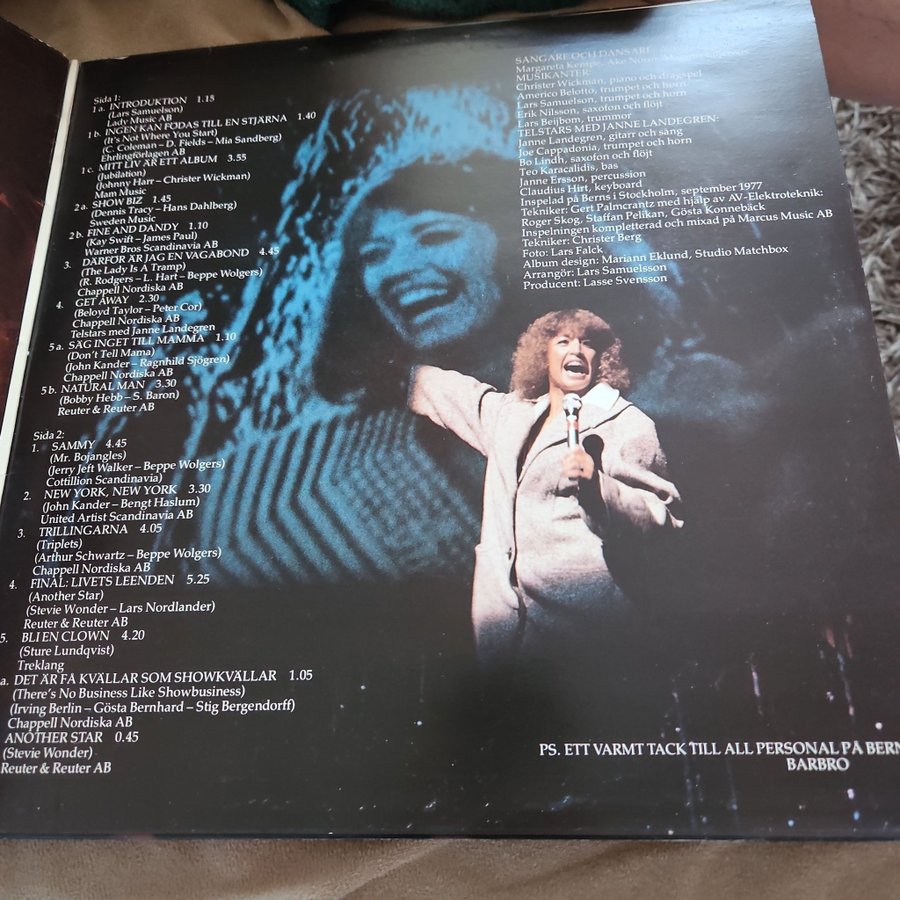 Sida 1:
1 a. INTRODUKTION 1.15
(Lars Samuelson)
Lady Music AB
1 b. INGEN KAN FÖDAS TILL EN STJÄRNA 1.40
(It's Not Where You Start)
(C. Coleman – D. Fields – Mia Sandberg)
Ehrlingförlagen AB
1 c. MITT LIV ÄR ETT ALBUM 3.55
(Jubilation)
(Johnny Harr – Christer Wickman)
Mam Music
2 a. SHOW BIZ 1.45
(Dennis Tracy – Hans Dahlberg)
Sweden Music
2 b. FINE AND DANDY 1.10
(Kay Swift – James Paul)
Warner Bros Scandinavia AB
3. DÄRFÖR ÄR JAG EN VAGABOND 4.45
(The Lady Is A Tramp)
(R. Rodgers – L. Hart – Beppe Wolgers)
Chappell Nordiska AB
4. GET AWAY 2.30
(Beloyd Taylor – Peter Cor)
Chappell Nordiska AB
Telstars med Janne Landegren
5 a. SÄG INGET TILL MAMMA 1.10
(Don't Tell Mama)
(John Kander – Ragnhild Sjögren)
Chappell Nordiska AB
5 b. NATURAL MAN 3.30
(Bobby Hebb – S. Baron)
Reuter & Reuter AB
Sida 2:
1. SAMMY 4.45
(Mr. Bojangles)
(Jerry Jeft Walker – Beppe Wolgers)
Cottillion Scandinavia)
2. NEW YORK, NEW YORK 3.30
(John Kander – Bengt Haslum)
United Artist Scandinavia AB
3. TRILLINGARNA 4.05
(Triplets)
(Arthur Schwartz – Beppe Wolgers)
Chappell Nordiska AB
4. FINAL: LIVETS LEENDEN 5.25
(Another Star)
(Stevie Wonder – Lars Nordlander)
Reuter & Reuter AB
5. BLI EN CLOWN 4.20
(Sture Lundqvist)
Treklang
a. DET ÄR FÅ KVÄLLAR SOM SHOWKVÄLLAR 1.05
(There's No Business Like Showbusiness)
(Irving Berlin – Gösta Bernhard – Stig Bergendorff)
Chappell Nordiska AB
ANOTHER STAR 0.45
(Stevie Wonder)
Reuter & Reuter AB
SÅNGARE OCH DANSARE
Margareta Kempe, Åke
MUSIKANTER
Christer Wickman, piano och dragspel
Americo Belotto, trumpet och horn
Lars Samuelson, trumpet och horn
Erik Nilsson, saxofon och flöjt
Lars Beijbom, trummor
TELSTARS MED JANNE LANDEGREN:
Janne Landegren, gitarr och sång
Joe Cappadonia, trumpet och horn
Bo Lindh, saxofon och flöjt
Teo Karacalidis, bas
Janne Ersson, percussion
Claudius Hirt, keyboard
Inspelad på Berns i Stockholm, september 1977
Tekniker: Gert Palmcrantz med hjälp av AV-Elektroteknik:
Roger Skog, Staffan Pelikan, Gösta Konnebäck
Inspelningen kompletterad och mixad på Marcus Music AB
Tekniker: Christer Berg
Foto: Lars Falck
Album design: Mariann Eklund, Studio Matchbox
Arrangör: Lars Samuelsson
Producent: Lasse Svensson
PS. ETT VARMT TACK TILL ALL PERSONAL PÅ BERN
BARBRO